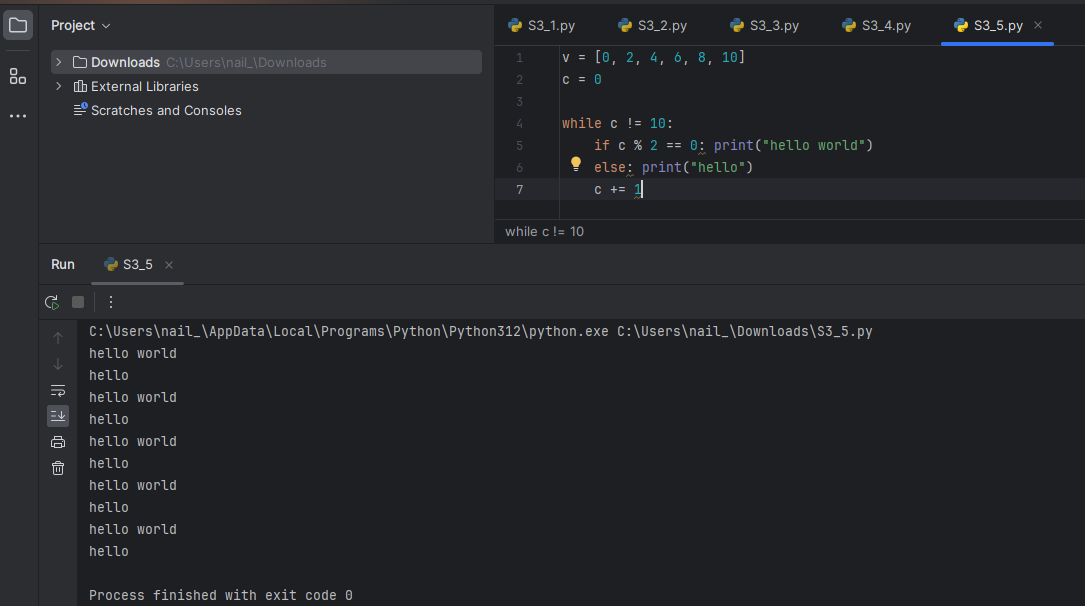 Project
Downloads C:\Users\nail_\Downloads
External Libraries
Scratches and Consoles
S3_1.py S3_2.py S3_3.py S3_4.py S3_5.py
1 v = [0, 2, 4, 6, 8, 10]
2 c = 0
3
4 while c != 10:
5     if c % 2 == 0: print("hello world")
6     else: print("hello")
7     c += 1
while c != 10
Run S3_5
C:\Users\nail_\AppData\Local\Programs\Python\Python312\python.exe C:\Users\nail_\Downloads\S3_5.py
hello world
hello
hello world
hello
hello world
hello
hello world
hello
hello world
hello
Process finished with exit code 0